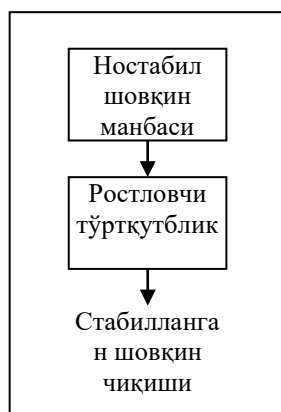 Ностабил
шовқин
манбаси
Ростловчи
тўртқутблик
Стабилланга
н шовқин
чиқиши